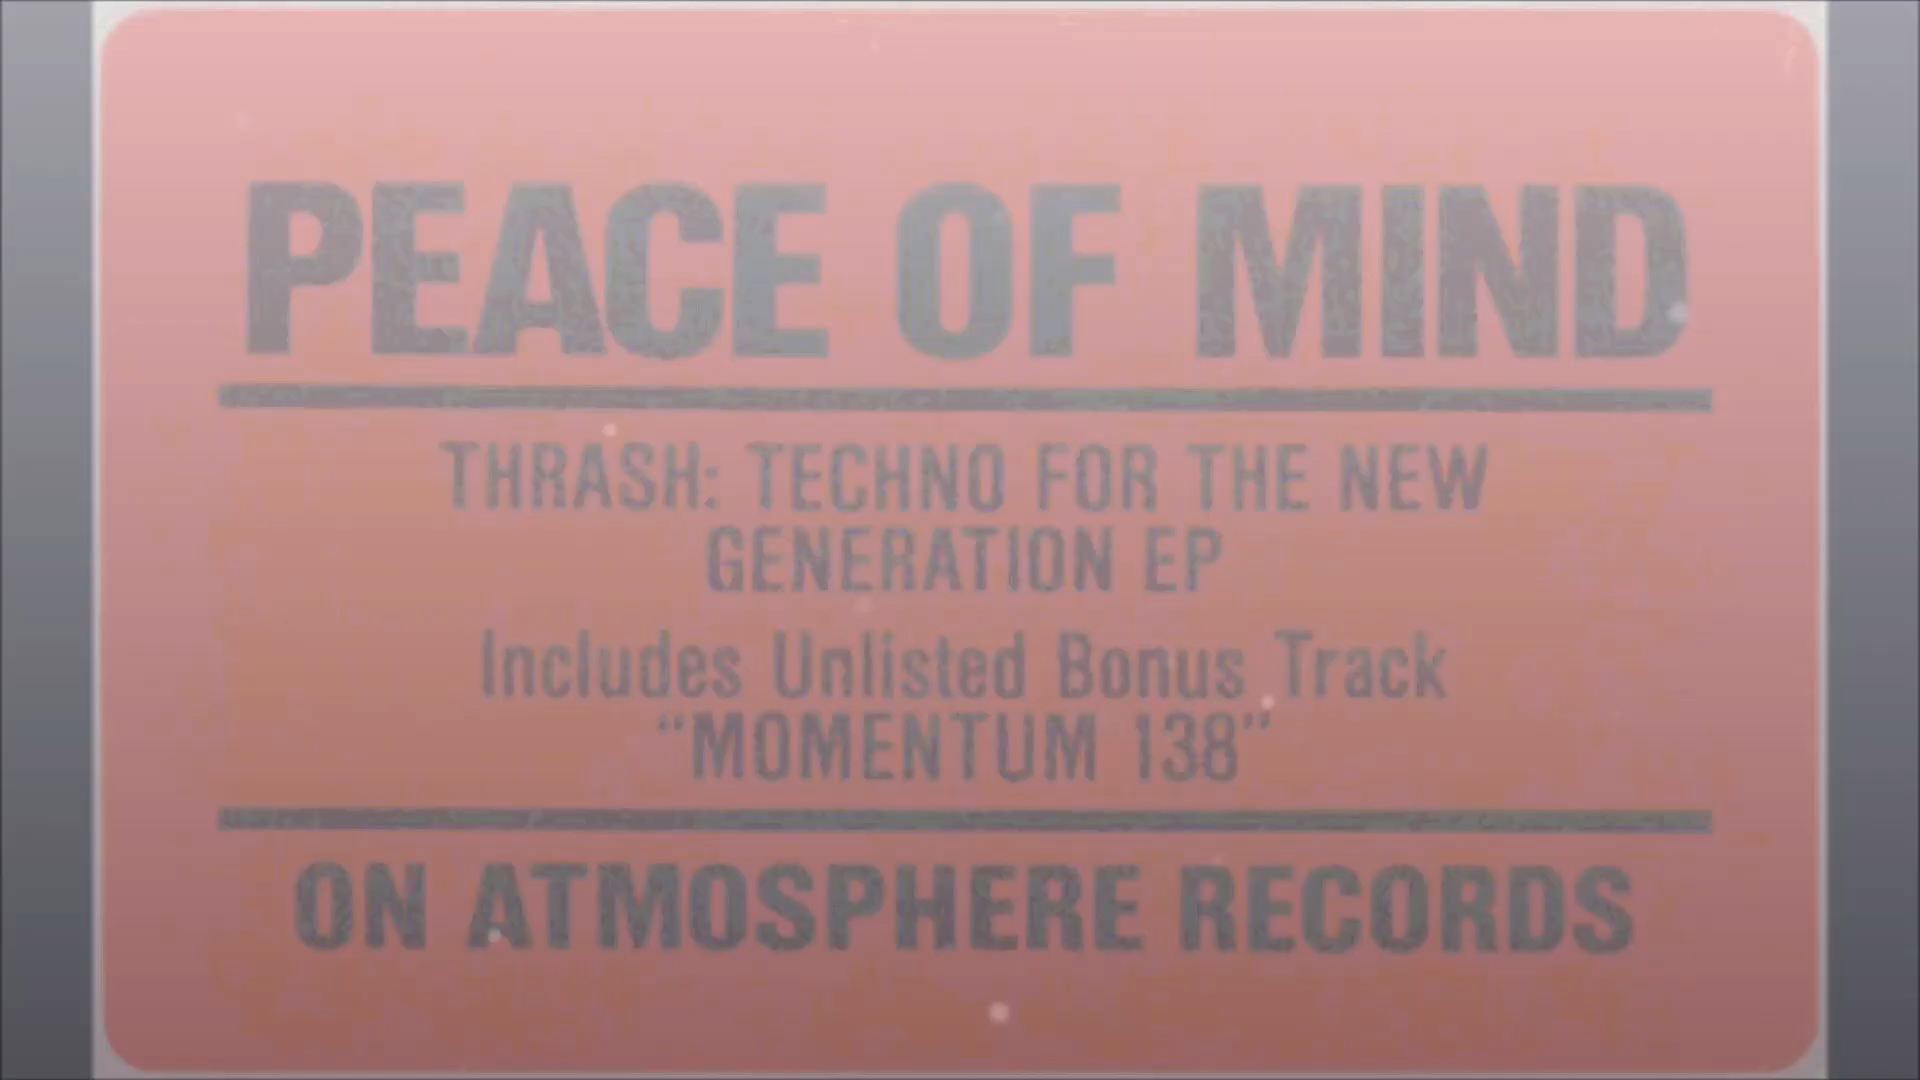 PEACE OF MIND
THRASH: TECHNO FOR THE NEW
GENERATION EP
Includes Unlisted Bonus Track
“MOMENTUM 138”
ON ATMOSPHERE RECORDS